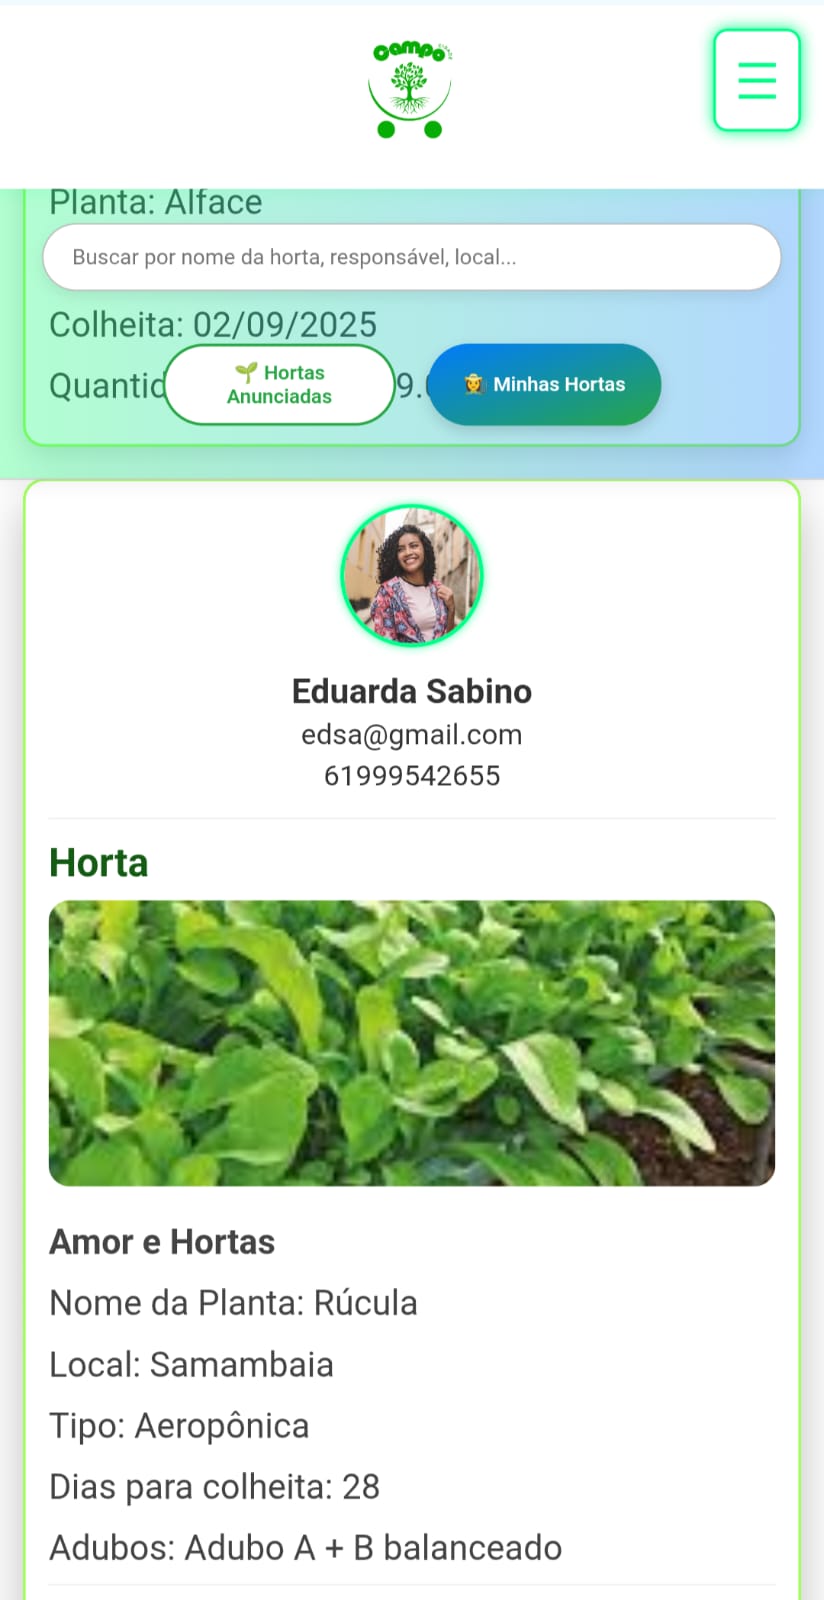 campo
Planta: Alface
Buscar por nome da horta, responsável, local...
Colheita: 02/09/2025
Quantid
9.
🌱 Hortas
Anunciadas
👩‍🌾 Minhas Hortas
Eduarda Sabino
edsa@gmail.com
61999542655
Horta
Amor e Hortas
Nome da Planta: Rúcula
Local: Samambaia
Tipo: Aeropônica
Dias para colheita: 28
Adubos: Adubo A + B balanceado